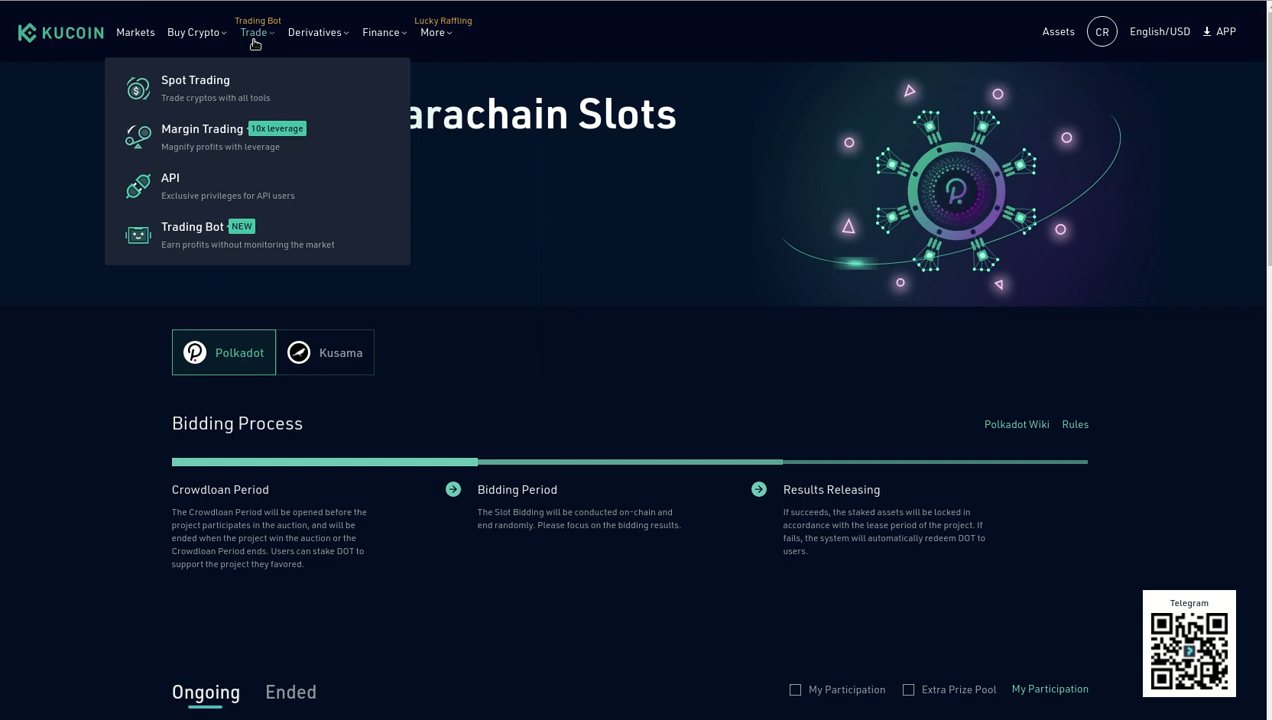 Trading Bot
Lucky Raffling
KUCOIN Markets Buy Crypto Trade Derivatives Finance More Assets CR English/USD APP
Spot Trading
Trade cryptos with all tools
Margin Trading 10x leverage
Magnify profits with leverage
API
Exclusive privileges for API users
Trading Bot NEW
Earn profits without monitoring the market
arachain Slots
Polkadot Kusama
Bidding Process
Polkadot Wiki Rules
Crowdloan Period
The Crowdloan Period will be opened before the
project participates in the auction, and will be
ended when the project win the auction or the
Crowdloan Period ends. Users can stake DOT to
support the project they favored.
Bidding Period
The Slot Bidding will be conducted on-chain and
end randomly. Please focus on the bidding results.
Results Releasing
If succeeds, the staked assets will be locked in
accordance with the lease period of the project. If
fails, the system will automatically redeem DOT to
users.
Telegram
Ongoing Ended
My Participation Extra Prize Pool My Participation